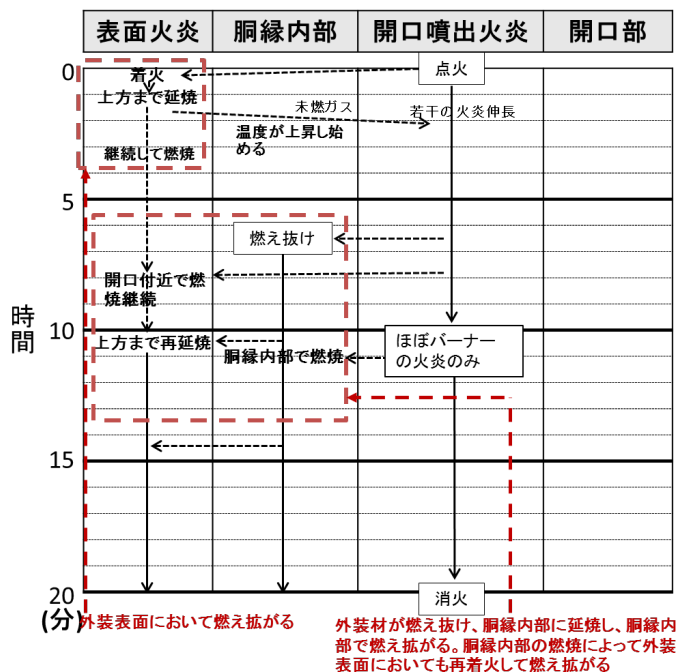 表面火炎
胴縁内部
開口噴出火炎
開口部
0
着火
点火
上方まで延焼
未燃ガス
若干の火炎伸長
温度が上昇し始
める
継続して燃焼
5
燃え抜け
開口付近で燃
焼継続
時間
10
上方まで再延焼
胴縁内部で燃焼
ほぼバーナー
の火炎のみ
15
20
(分)
消火
外装表面において燃え拡がる
外装材が燃え抜け、胴縁内部に延焼し、胴縁内
部で燃え拡がる。胴縁内部の燃焼によって外装
表面においても再着火して燃え拡がる